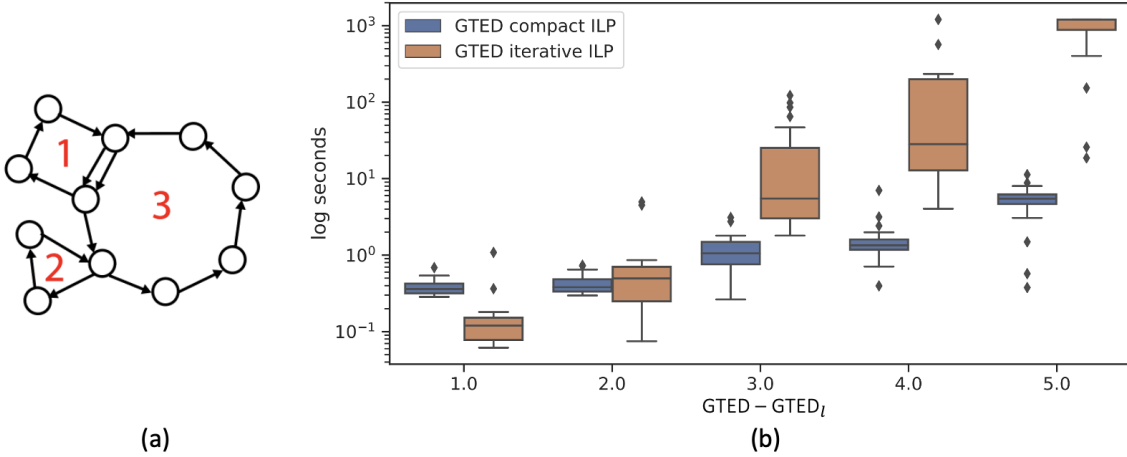 1
2
3
(a)
GTED compact ILP
GTED iterative ILP
log seconds
10³
10²
10¹
10⁰
10⁻¹
1.0 2.0 3.0 4.0 5.0
GTED − GTEDₗ
(b)